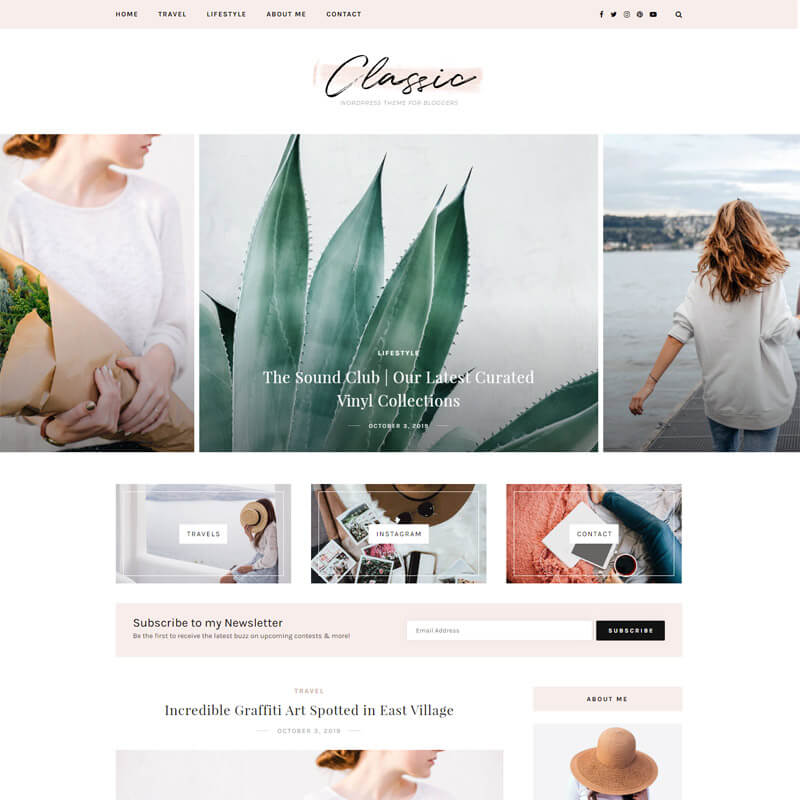 HOME TRAVEL LIFESTYLE ABOUT ME CONTACT
Classic
WORDPRESS THEME FOR BLOGGERS
LIFESTYLE
The Sound Club | Our Latest Curated
Vinyl Collections
OCTOBER 3, 2019
TRAVELS
INSTAGRAM
CONTACT
Subscribe to my Newsletter
Be the first to receive the latest buzz on upcoming contests & more!
Email Address
SUBSCRIBE
TRAVEL
Incredible Graffiti Art Spotted in East Village
OCTOBER 3, 2019
ABOUT ME